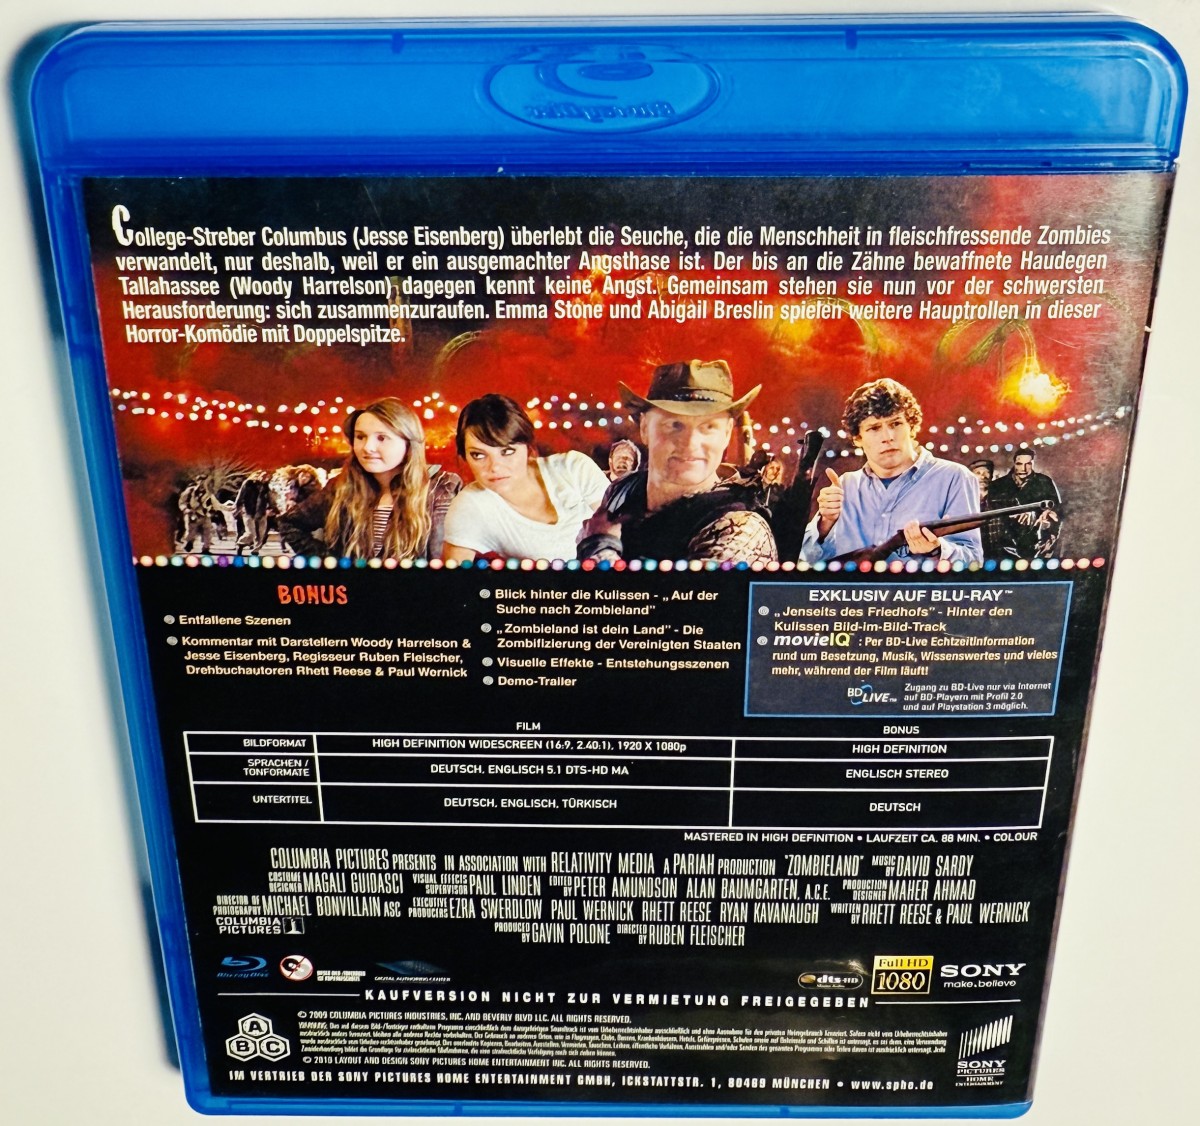 College-Streber Columbus (Jesse Eisenberg) überlebt die Seuche, die die Menschheit in fleischfressende Zombies
verwandelt, nur deshalb, weil er ein ausgemachter Angsthase ist. Der bis an die Zähne bewaffnete Haudegen
Tallahassee (Woody Harrelson) dagegen kennt keine Angst. Gemeinsam stehen sie nun vor der schwersten
Herausforderung: sich zusammenzuraufen. Emma Stone und Abigail Breslin spielen weitere Hauptrollen in dieser
Horror-Komödie mit Doppelspitze.
BONUS
Entfallene Szenen
Kommentar mit Darstellern Woody Harrelson &
Jesse Eisenberg, Regisseur Ruben Fleischer,
Drehbuchautoren Rhett Reese & Paul Wernick
Blick hinter die Kulissen - „Auf der
Suche nach Zombieland"
„Zombieland ist dein Land" - Die
Zombifizierung der Vereinigten Staaten
Visuelle Effekte - Entstehungsszenen
Demo-Trailer
EXKLUSIV AUF BLU-RAY™
„Jenseits des Friedhofs" - Hinter den
Kulissen Bild-im-Bild-Track
movieIQ™ : Per BD-Live Echtzeitinformation
rund um Besetzung, Musik, Wissenswertes und vieles
mehr, während der Film läuft!
BD LIVE™ Zugang zu BD-Live nur via Internet
auf BD-Playern mit Profil 2.0
und auf Playstation 3 möglich.
FILM BONUS
BILDFORMAT HIGH DEFINITION WIDESCREEN (16:9, 2.40:1), 1920 X 1080p HIGH DEFINITION
SPRACHEN / TONFORMATE DEUTSCH, ENGLISCH 5.1 DTS-HD MA ENGLISCH STEREO
UNTERTITEL DEUTSCH, ENGLISCH, TÜRKISCH DEUTSCH
MASTERED IN HIGH DEFINITION • LAUFZEIT CA. 88 MIN. • COLOUR
COLUMBIA PICTURES PRESENTS IN ASSOCIATION WITH RELATIVITY MEDIA A PARIAH PRODUCTION "ZOMBIELAND" MUSIC BY DAVID SARDY
COSTUME DESIGNER MAGALI GUIDASCI VISUAL EFFECTS SUPERVISOR PAUL LINDEN EDITED BY PETER AMUNDSON ALAN BAUMGARTEN, A.C.E. PRODUCTION DESIGNER MAHER AHMAD
DIRECTOR OF PHOTOGRAPHY MICHAEL BONVILLAIN ASC EXECUTIVE PRODUCERS EZRA SWERDLOW PAUL WERNICK RHETT REESE RYAN KAVANAUGH WRITTEN BY RHETT REESE & PAUL WERNICK
COLUMBIA PICTURES PRODUCED BY GAVIN POLONE DIRECTED BY RUBEN FLEISCHER
Blu-ray Disc
DIGITAL AUTHORING CENTER
dts-HD
Full HD
1080
SONY
make.believe
KAUFVERSION NICHT ZUR VERMIETUNG FREIGEGEBEN
A B C
© 2009 COLUMBIA PICTURES INDUSTRIES, INC. AND BEVERLY BLVD LLC. ALL RIGHTS RESERVED.
© 2010 LAYOUT AND DESIGN SONY PICTURES HOME ENTERTAINMENT INC. ALL RIGHTS RESERVED.
IM VERTRIEB DER SONY PICTURES HOME ENTERTAINMENT GMBH, ICKSTATTSTR. 1, 80469 MÜNCHEN • www.sphe.de
SONY
PICTURES
HOME
ENTERTAINMENT